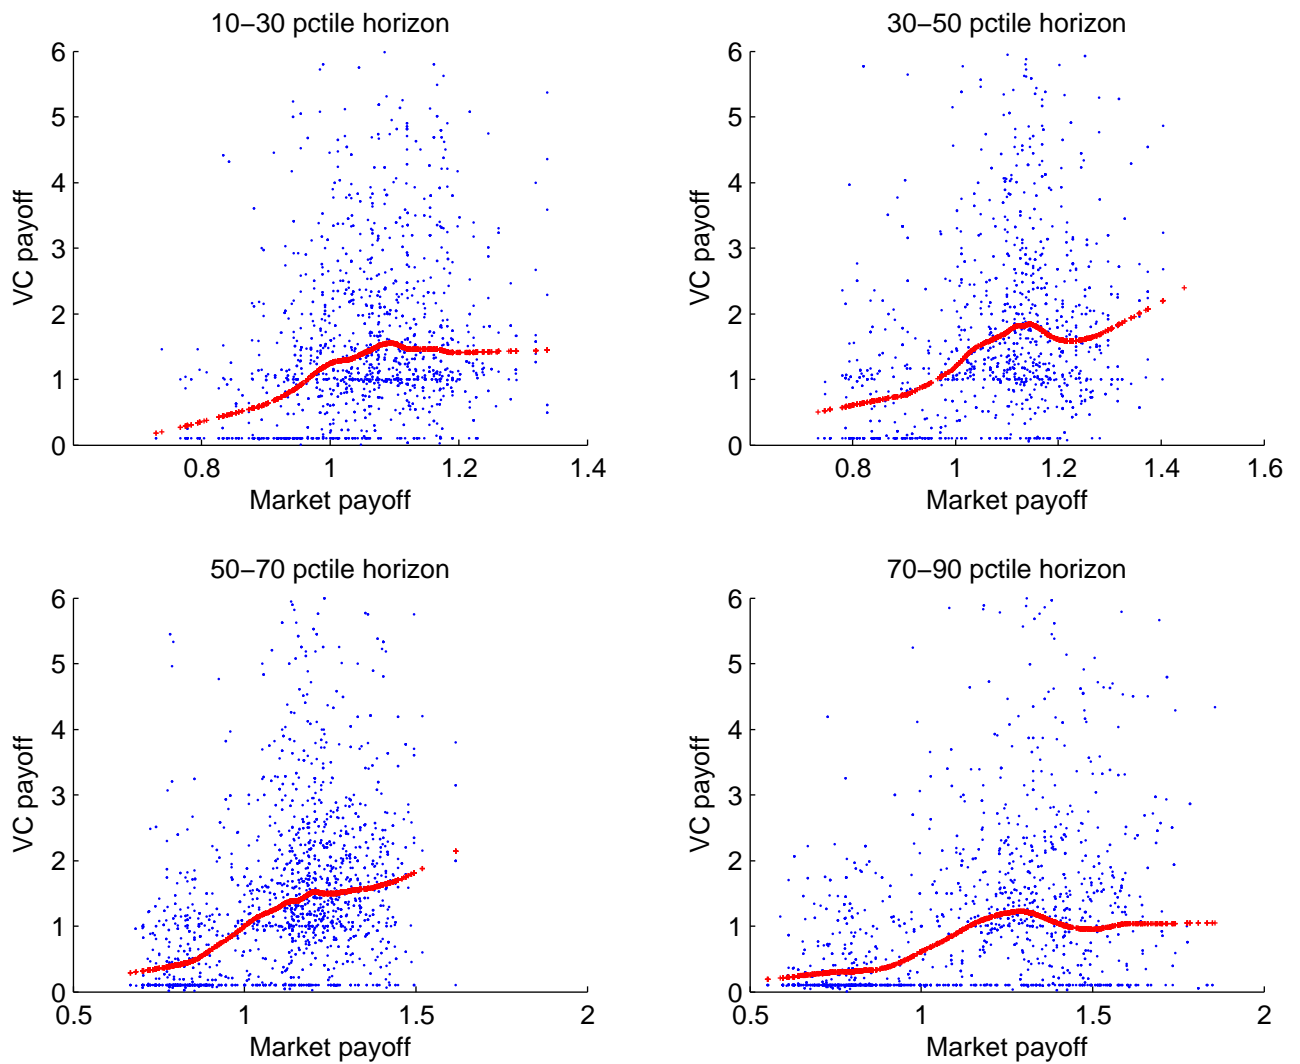 10−30 pctile horizon
6
5
4
3
2
1
0
VC payoff
0.8 1 1.2 1.4
Market payoff
30−50 pctile horizon
6
5
4
3
2
1
0
VC payoff
0.8 1 1.2 1.4 1.6
Market payoff
50−70 pctile horizon
6
5
4
3
2
1
0
VC payoff
0.5 1 1.5 2
Market payoff
70−90 pctile horizon
6
5
4
3
2
1
0
VC payoff
0.5 1 1.5 2
Market payoff